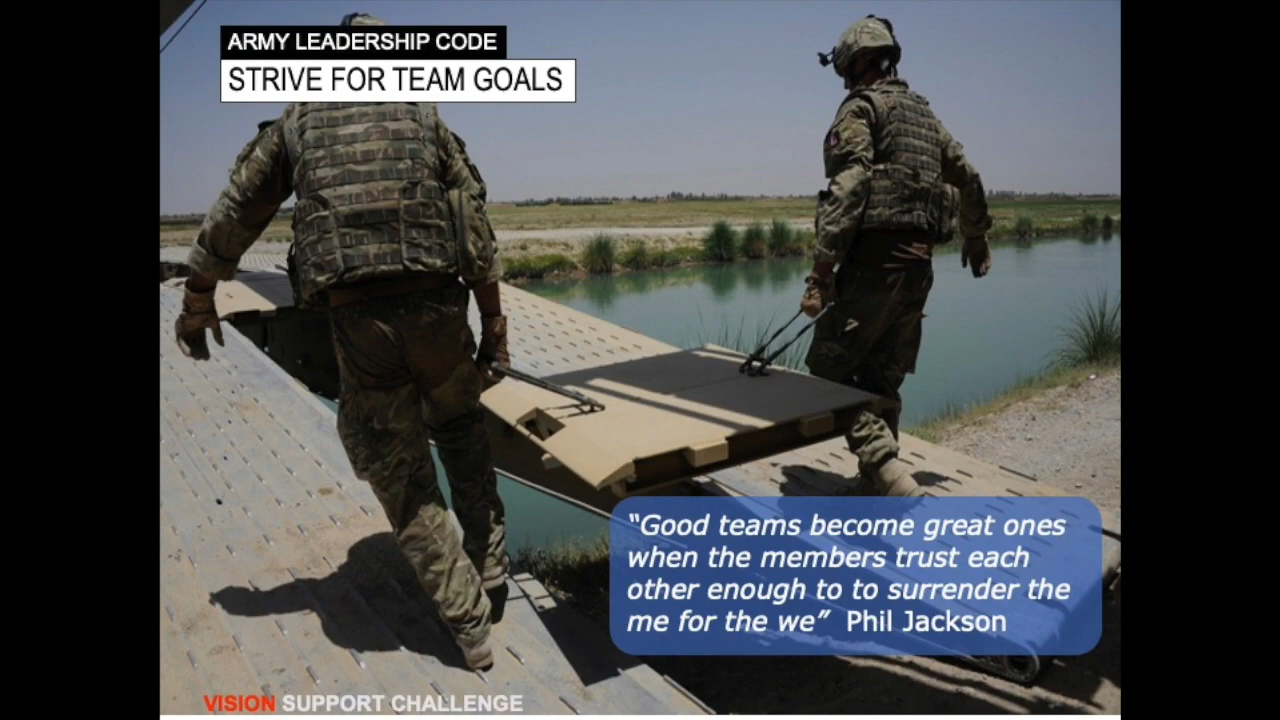 ARMY LEADERSHIP CODE
STRIVE FOR TEAM GOALS
“Good teams become great ones
when the members trust each
other enough to to surrender the
me for the we” Phil Jackson
VISION SUPPORT CHALLENGE